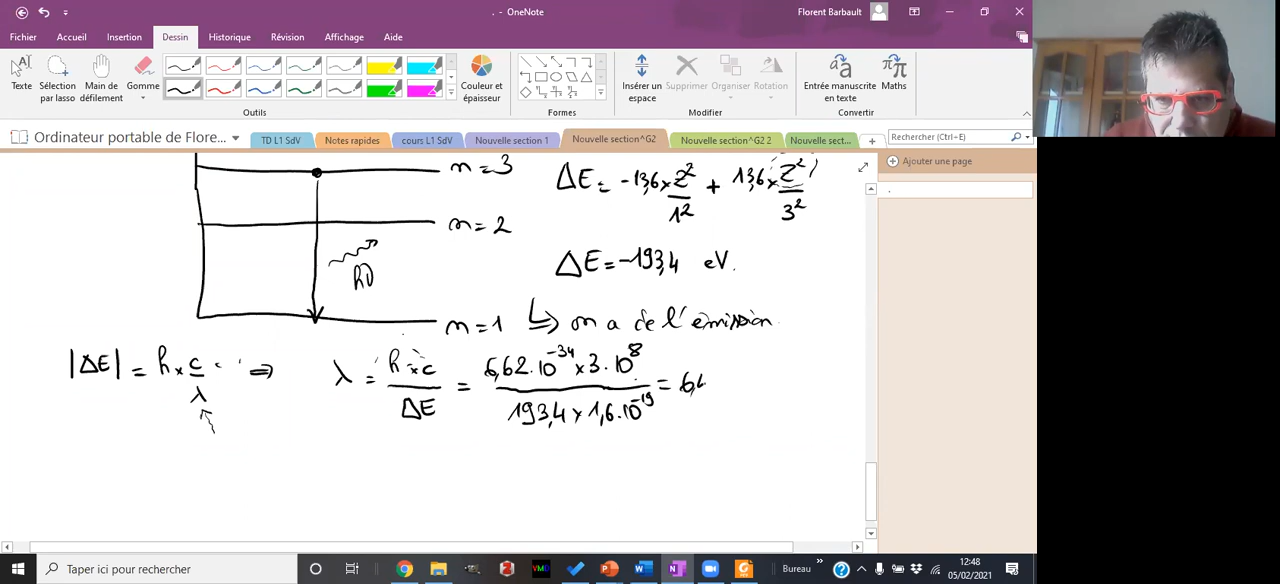 . - OneNote
Florent Barbault
Fichier Accueil Insertion Dessin Historique Révision Affichage Aide
Texte Sélection par lasso Main de défilement Gomme Couleur et épaisseur Insérer un espace Supprimer Organiser Rotation Entrée manuscrite en texte Maths
Outils Formes Modifier Convertir
Ordinateur portable de Flore... TD L1 SdV Notes rapides cours L1 SdV Nouvelle section 1 Nouvelle section^G2 Nouvelle section^G2 2 Nouvelle sect... Rechercher (Ctrl+E)
Ajouter une page
.
n = 3
ΔE = -13,6 × Z²/1² + 13,6 × Z²/3²
n = 2
hν
ΔE = -193,4 eV.
n = 1 ↳ on a de l'émission
|ΔE| = h × c/λ ⇒ λ = h × c/ΔE = 6,62.10⁻³⁴ × 3.10⁸/193,4 × 1,6.10⁻¹⁹ = 6,4
Taper ici pour rechercher
VMD
Bureau »
12:48
05/02/2021